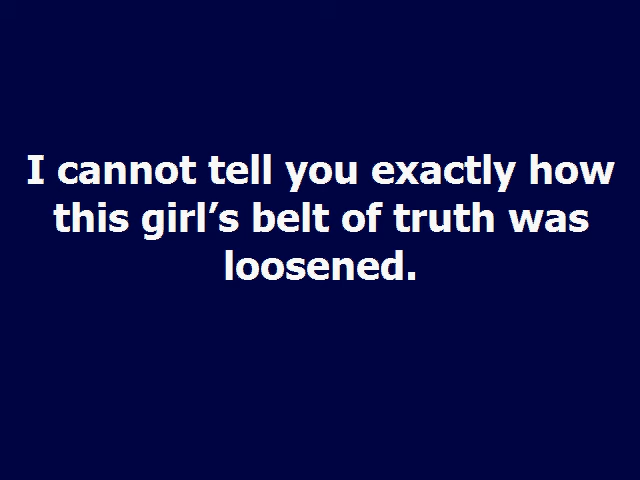 I cannot tell you exactly how
this girl’s belt of truth was
loosened.